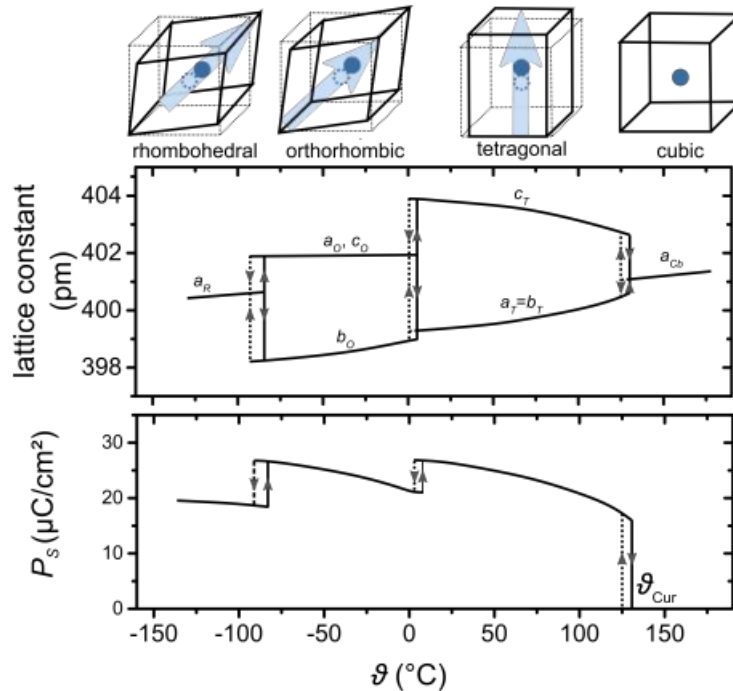 rhombohedral orthorhombic tetragonal cubic
lattice constant
(pm)
404
402
400
398
a_R
a_O, c_O
b_O
c_T
a_T=b_T
a_Cb
P_S (μC/cm²)
30
20
10
0
ϑ_Cur
-150 -100 -50 0 50 100 150
ϑ (°C)